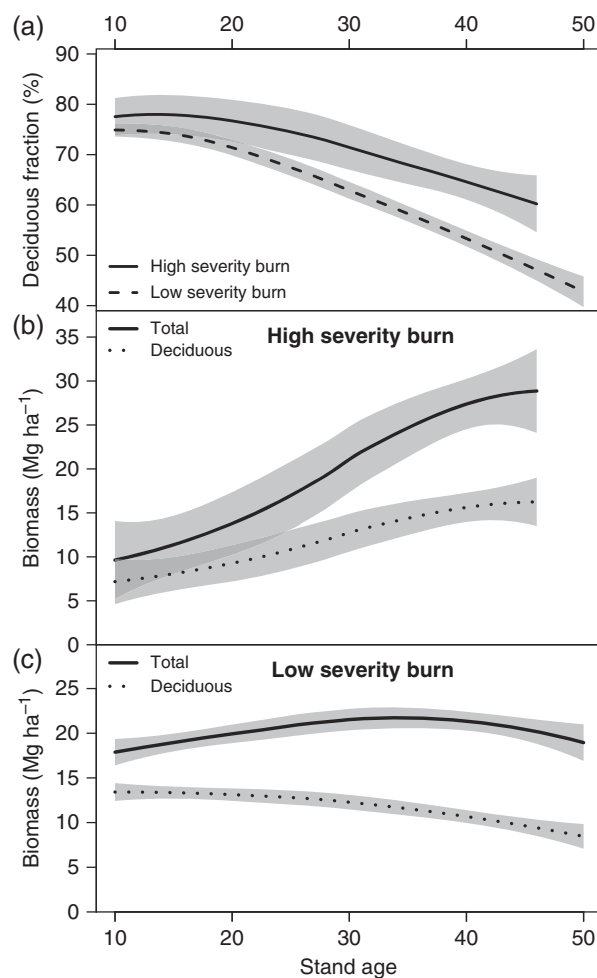 (a)
10 20 30 40 50
90
80
70
60
50
40
Deciduous fraction (%)
High severity burn
Low severity burn
(b)
35
30
25
20
15
10
5
0
Biomass (Mg ha⁻¹)
Total
Deciduous
High severity burn
(c)
25
20
15
10
5
0
Biomass (Mg ha⁻¹)
Total
Deciduous
Low severity burn
10 20 30 40 50
Stand age